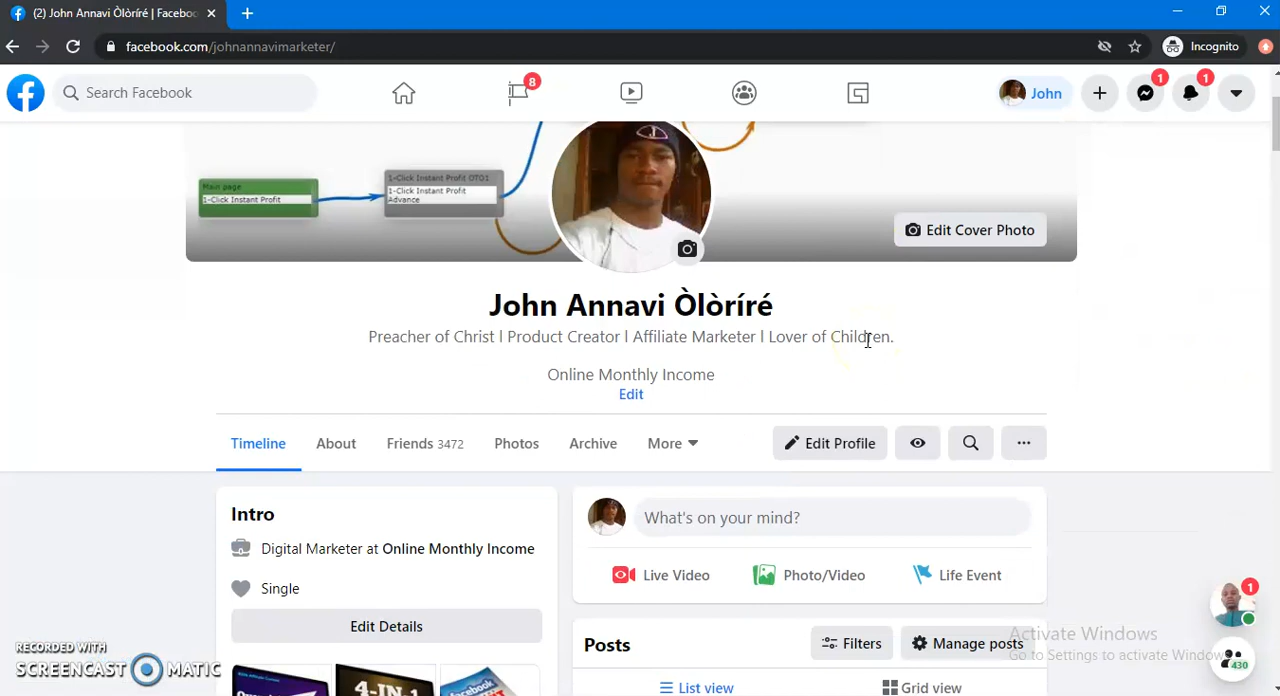 (2) John Annavi Òlòríré | Faceboo
facebook.com/johnannavimarketer/
Incognito
Search Facebook
8
John
1
1
Main page
1-Click Instant Profit
1-Click Instant Profit OTO1
1-Click Instant Profit
Advance
Edit Cover Photo
John Annavi Òlòríré
Preacher of Christ l Product Creator l Affiliate Marketer l Lover of Children.
Online Monthly Income
Edit
Timeline
About
Friends 3472
Photos
Archive
More
Edit Profile
Intro
Digital Marketer at Online Monthly Income
Single
Edit Details
What's on your mind?
Live Video
Photo/Video
Life Event
Posts
Filters
Manage posts
List view
Grid view
4-IN-1
1
430
Activate Windows
Go to Settings to activate Windows
RECORDED WITH
SCREENCAST MATIC